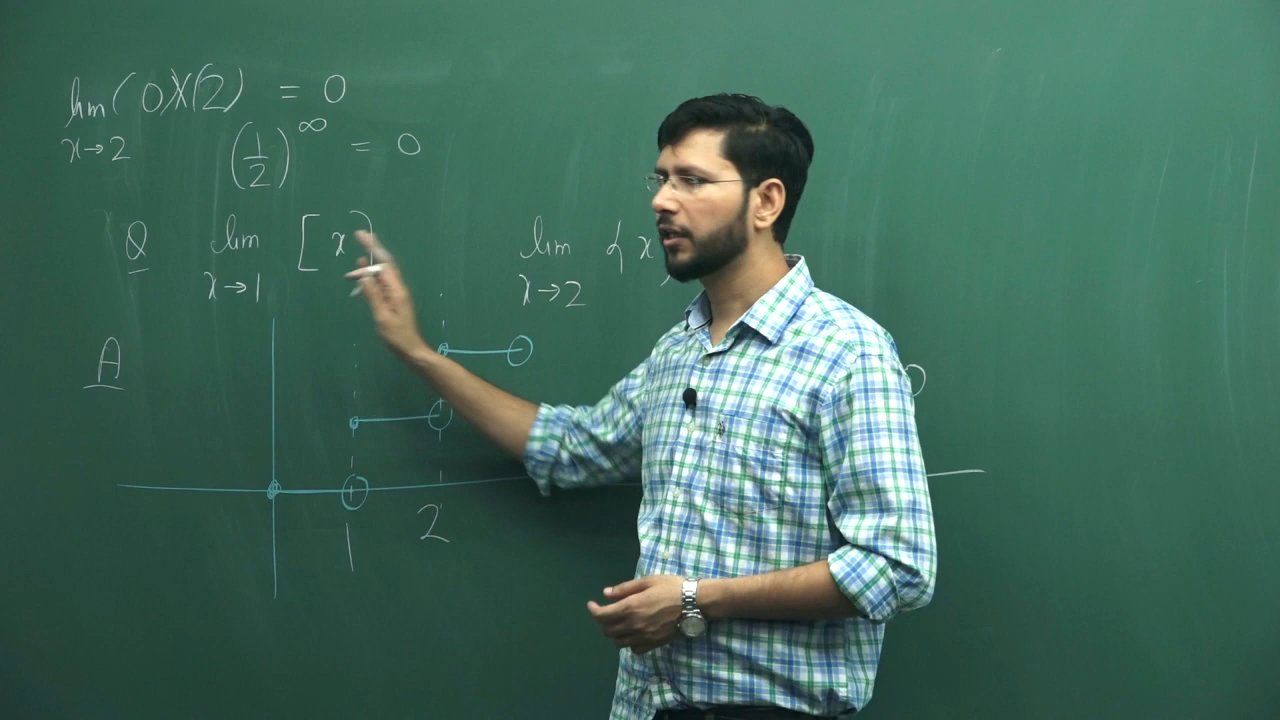 lim (0)(2) = 0
x→2
(1/2)^∞ = 0
Q lim [x] lim {x
x→1 x→2
A
1 2